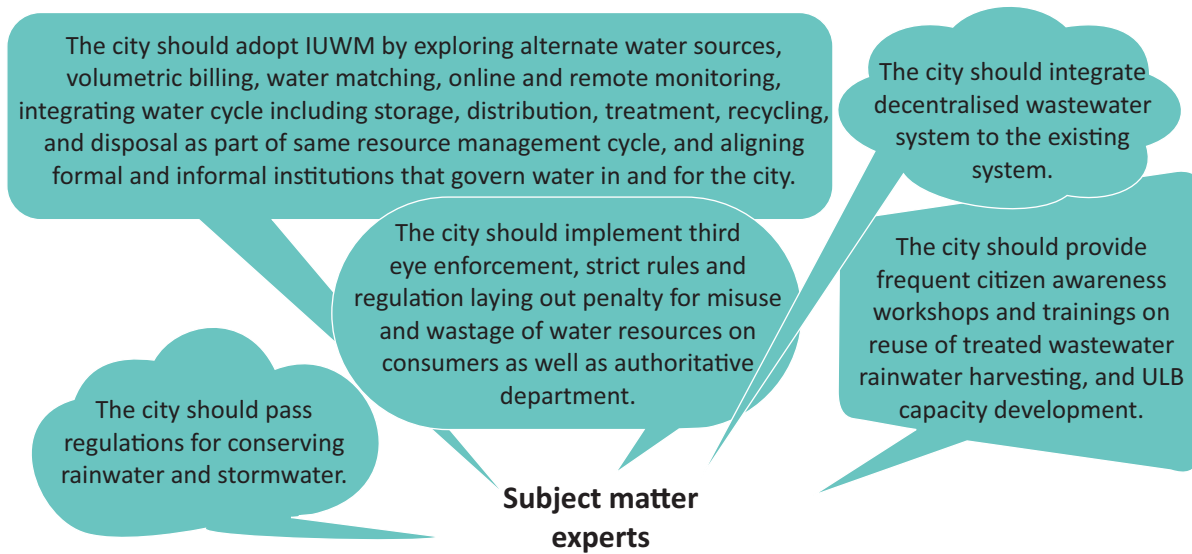 The city should adopt IUWM by exploring alternate water sources,
volumetric billing, water matching, online and remote monitoring,
integrating water cycle including storage, distribution, treatment, recycling,
and disposal as part of same resource management cycle, and aligning
formal and informal institutions that govern water in and for the city.
The city should integrate
decentralised wastewater
system to the existing
system.
The city should implement third
eye enforcement, strict rules and
regulation laying out penalty for misuse
and wastage of water resources on
consumers as well as authoritative
department.
The city should provide
frequent citizen awareness
workshops and trainings on
reuse of treated wastewater
rainwater harvesting, and ULB
capacity development.
The city should pass
regulations for conserving
rainwater and stormwater.
Subject matter
experts